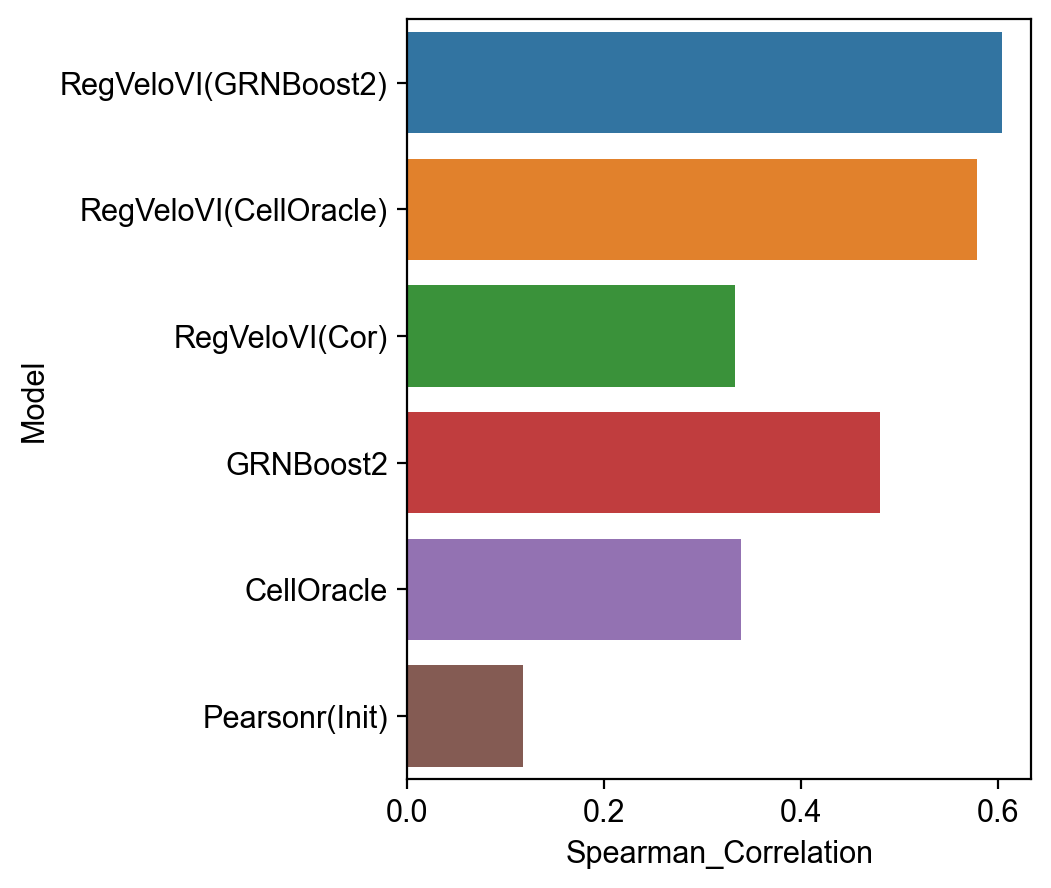 RegVeloVI(GRNBoost2)
RegVeloVI(CellOracle)
RegVeloVI(Cor)
GRNBoost2
CellOracle
Pearsonr(Init)
Model
0.0 0.2 0.4 0.6
Spearman_Correlation